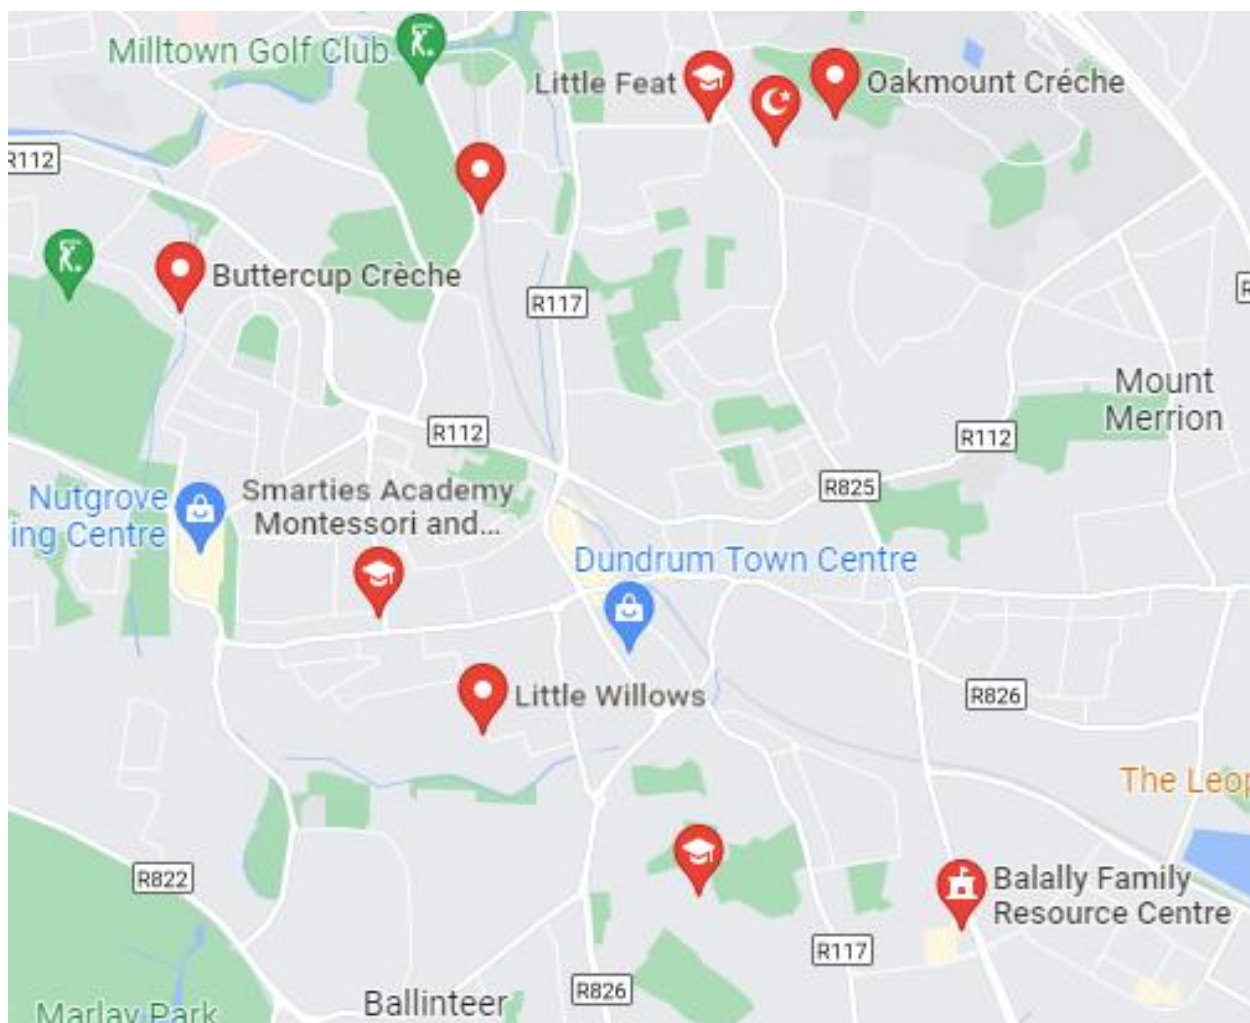 Milltown Golf Club
Little Feat
Oakmount Créche
R112
Buttercup Crèche
R117
Mount
Merrion
R112
R112
R825
Nutgrove
ing Centre
Smarties Academy
Montessori and...
Dundrum Town Centre
Little Willows
R826
The Leop
R822
Balally Family
Resource Centre
R117
R826
Ballinteer
Marlay Park